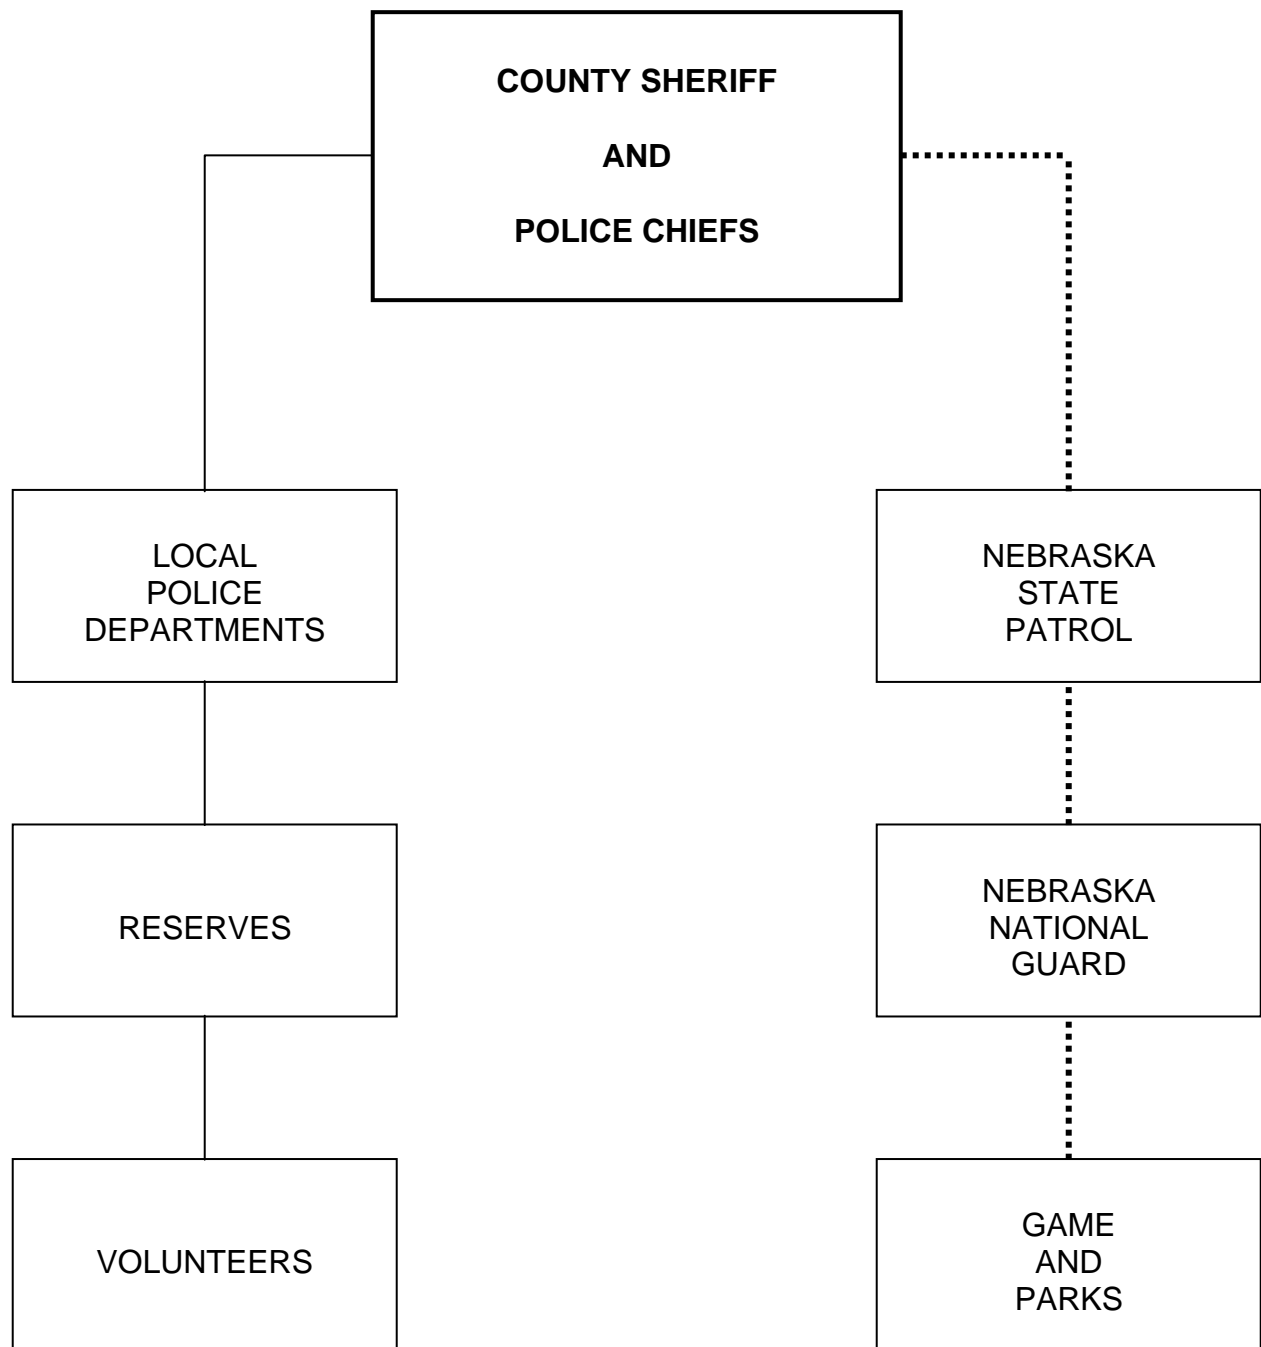 COUNTY SHERIFF
AND
POLICE CHIEFS
LOCAL
POLICE
DEPARTMENTS
NEBRASKA
STATE
PATROL
RESERVES
NEBRASKA
NATIONAL
GUARD
VOLUNTEERS
GAME
AND
PARKS